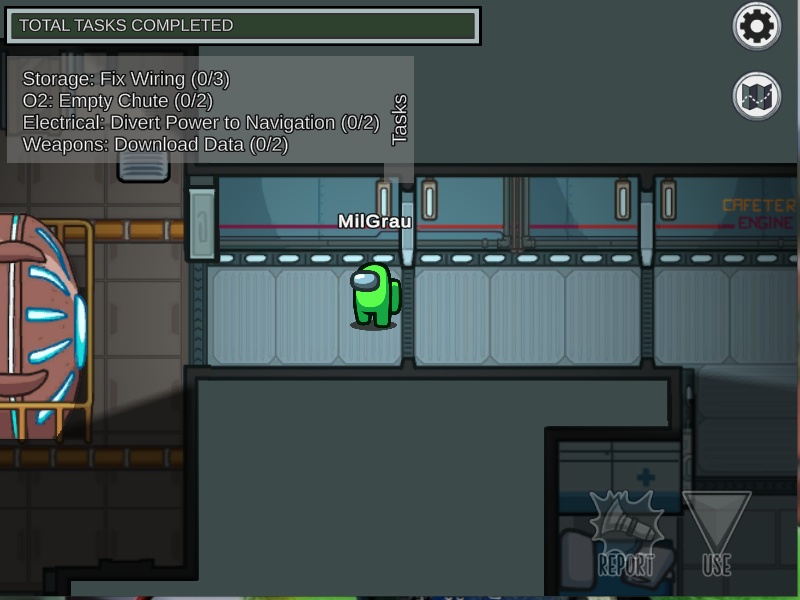 TOTAL TASKS COMPLETED
Storage: Fix Wiring (0/3)
O2: Empty Chute (0/2)
Electrical: Divert Power to Navigation (0/2)
Weapons: Download Data (0/2)
Tasks
MilGrau
CAFETER
ENGINE
REPORT
USE